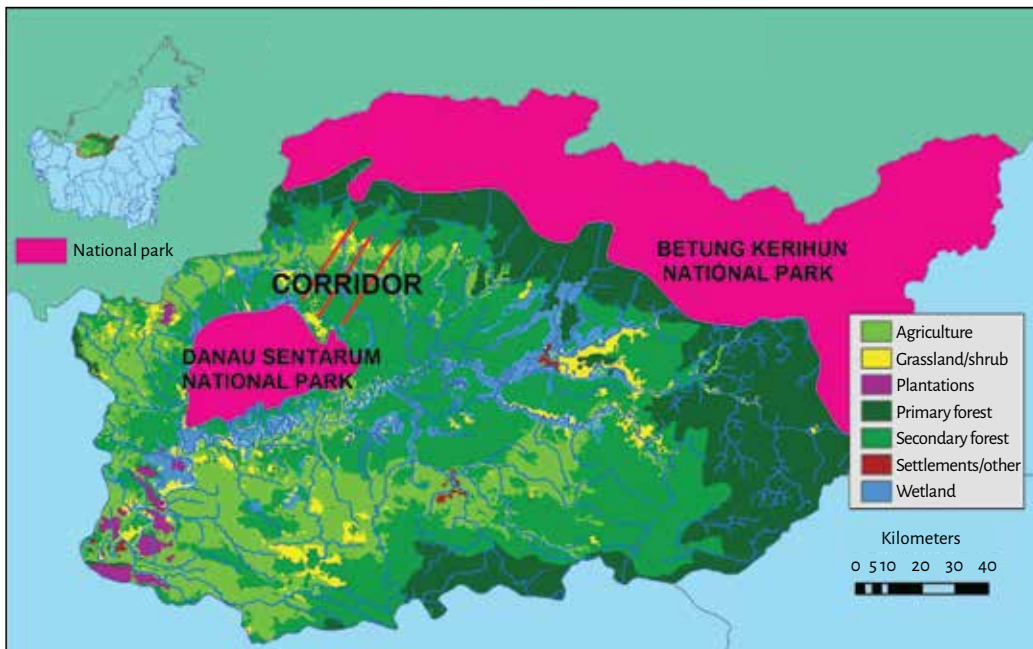 National park
CORRIDOR
BETUNG KERIHUN
NATIONAL PARK
DANAU SENTARUM
NATIONAL PARK
Agriculture
Grassland/shrub
Plantations
Primary forest
Secondary forest
Settlements/other
Wetland
Kilometers
0 5 10 20 30 40